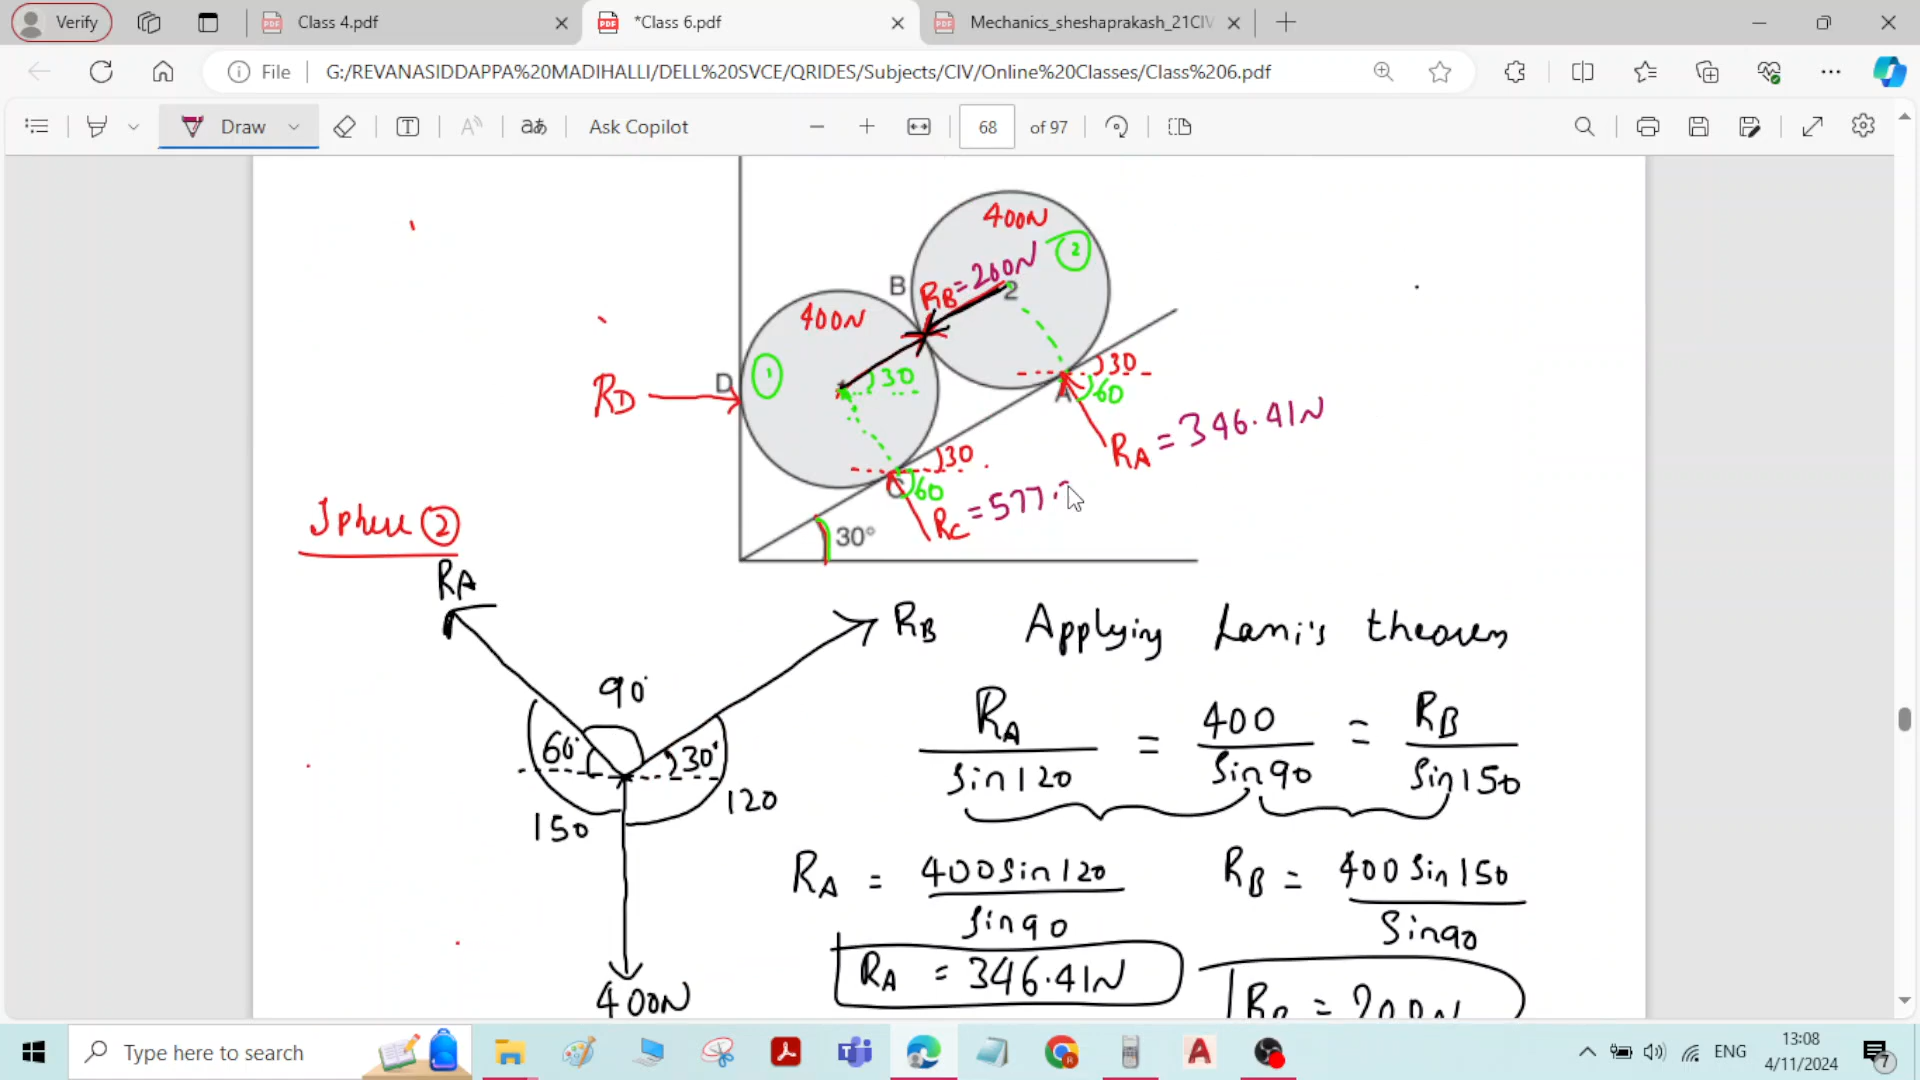 Verify
Class 4.pdf
*Class 6.pdf
Mechanics_sheshaprakash_21CIV
File
G:/REVANASIDDAPPA%20MADIHALLI/DELL%20SVCE/QRIDES/Subjects/CIV/Online%20Classes/Class%206.pdf
Draw
Ask Copilot
68 of 97
400N
2
B
RB = 200N
2
400N
1
30
D
RD
30
A
60
RA = 346.41N
30
C
60
RC = 577.
30°
Sphere 2
RA
RB
Applying Lami's theorem
90°
60°
30°
150
120
400N
RA / Sin120 = 400 / Sin90 = RB / Sin150
RA = 400 Sin120 / Sin90
RB = 400 Sin150 / Sin90
RA = 346.41N
Type here to search
ENG
13:08
4/11/2024
7